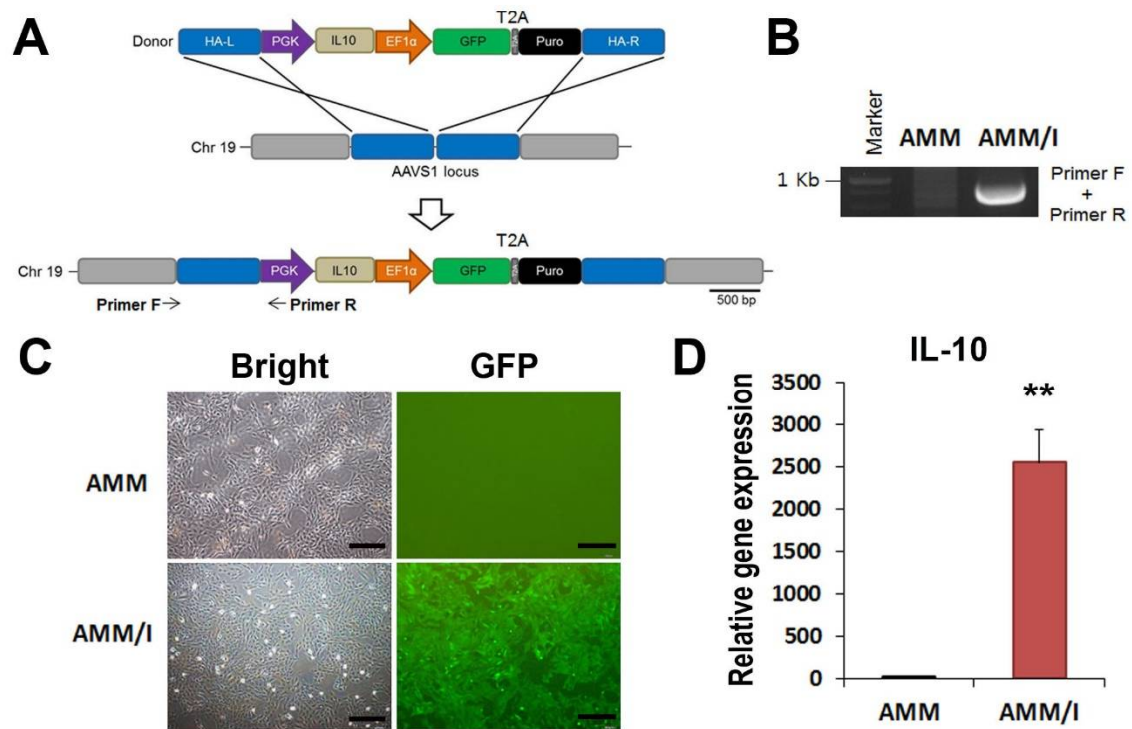 A
T2A
Donor HA-L PGK IL10 EF1α GFP T2A Puro HA-R
Chr 19
AAVS1 locus
T2A
Chr 19 PGK IL10 EF1α GFP T2A Puro
Primer F Primer R
500 bp
B
Marker AMM AMM/I
1 Kb
Primer F
+
Primer R
C
Bright GFP
AMM
AMM/I
D
IL-10
Relative gene expression
3500
3000
2500
2000
1500
1000
500
0
**
AMM AMM/I